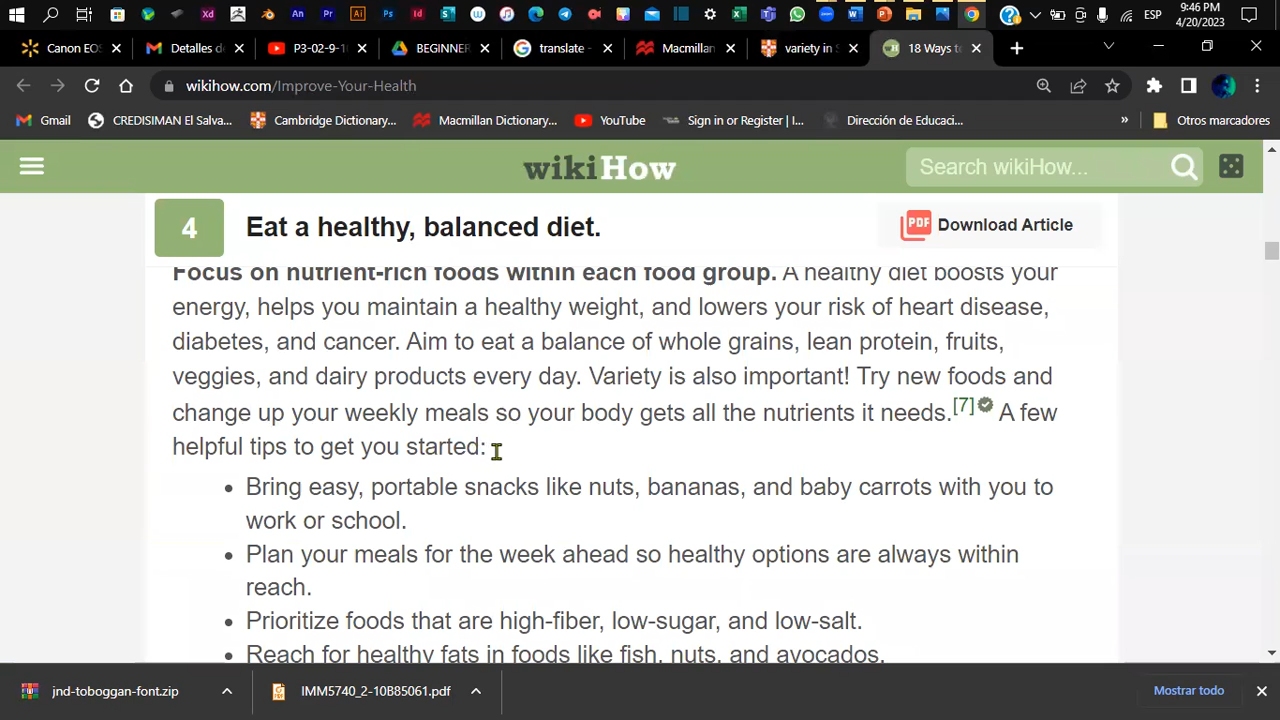 Xd An Pr Ai Ps Id ESP 9:46 PM
4/20/2023
Canon EOS Detalles de P3-02-9-1 BEGINNER translate - Macmillan variety in S 18 Ways to
wikihow.com/Improve-Your-Health
Gmail CREDISIMAN El Salva... Cambridge Dictionary... Macmillan Dictionary... YouTube Sign in or Register | I... Dirección de Educaci... » Otros marcadores
wikiHow Search wikiHow...
4 Eat a healthy, balanced diet. PDF Download Article
Focus on nutrient-rich foods within each food group. A healthy diet boosts your
energy, helps you maintain a healthy weight, and lowers your risk of heart disease,
diabetes, and cancer. Aim to eat a balance of whole grains, lean protein, fruits,
veggies, and dairy products every day. Variety is also important! Try new foods and
change up your weekly meals so your body gets all the nutrients it needs.[7] A few
helpful tips to get you started:
• Bring easy, portable snacks like nuts, bananas, and baby carrots with you to
work or school.
• Plan your meals for the week ahead so healthy options are always within
reach.
• Prioritize foods that are high-fiber, low-sugar, and low-salt.
• Reach for healthy fats in foods like fish, nuts, and avocados.
jnd-toboggan-font.zip IMM5740_2-10B85061.pdf Mostrar todo